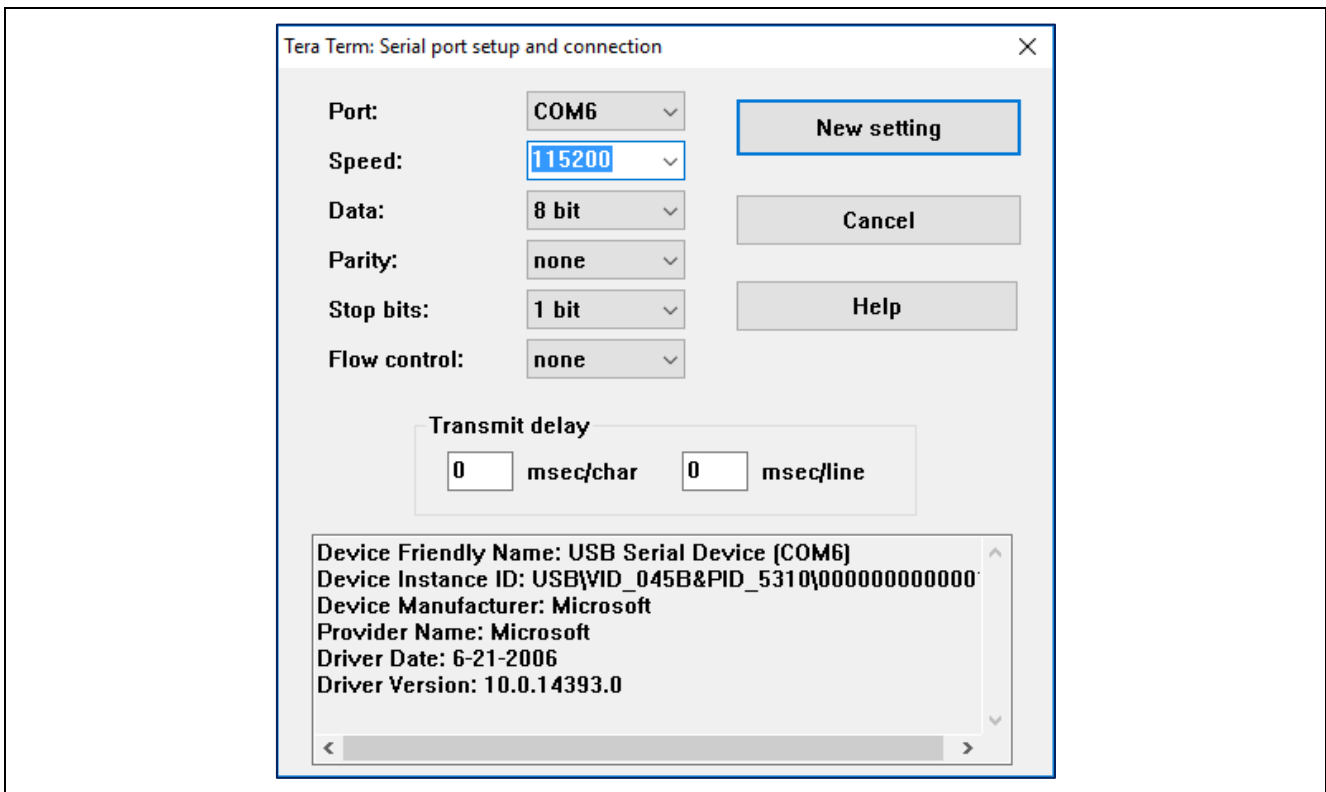 Tera Term: Serial port setup and connection
Port: COM6
New setting
Speed: 115200
Data: 8 bit
Cancel
Parity: none
Stop bits: 1 bit
Help
Flow control: none
Transmit delay
0 msec/char 0 msec/line
Device Friendly Name: USB Serial Device (COM6)
Device Instance ID: USB\VID_045B&PID_5310\000000000000
Device Manufacturer: Microsoft
Provider Name: Microsoft
Driver Date: 6-21-2006
Driver Version: 10.0.14393.0